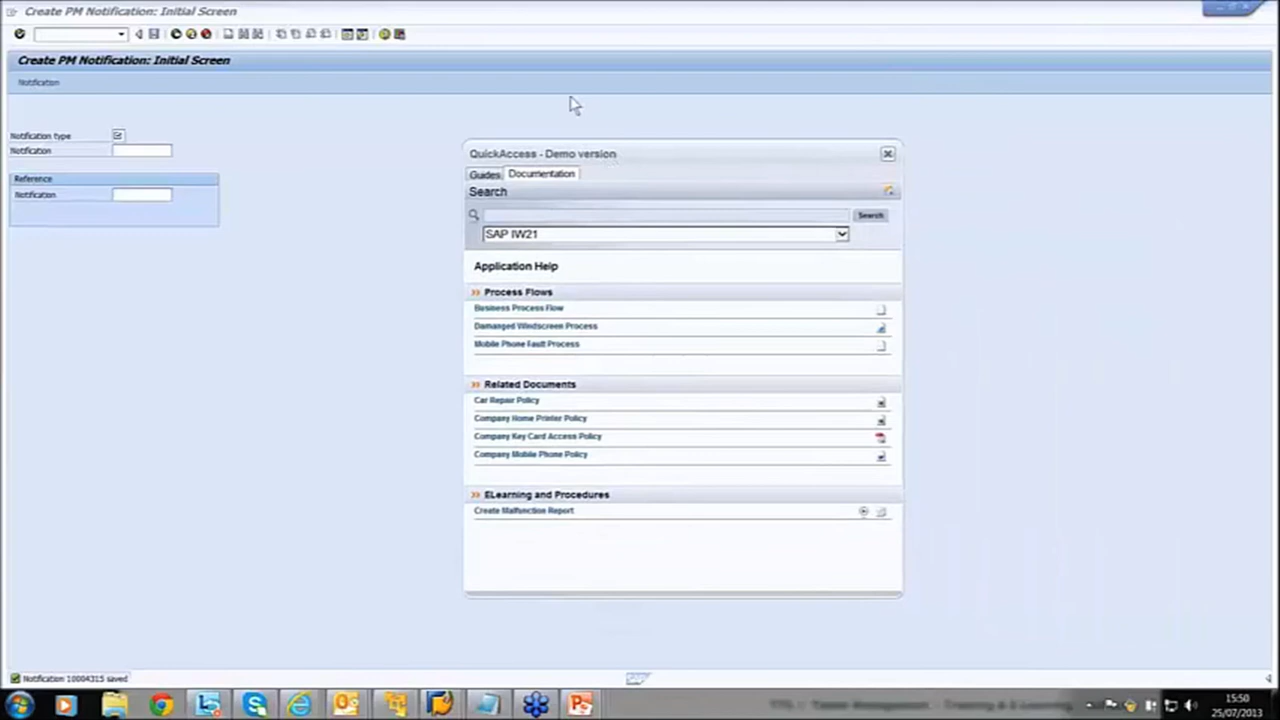 Create PM Notification: Initial Screen
Create PM Notification: Initial Screen
Notification
Notification type
Notification
Reference
Notification
QuickAccess - Demo version
Guides Documentation
Search
Search
SAP IW21
Application Help
Process Flows
Business Process Flow
Damanged Windscreen Process
Mobile Phone Fault Process
Related Documents
Car Repair Policy
Company Home Printer Policy
Company Key Card Access Policy
Company Mobile Phone Policy
ELearning and Procedures
Create Malfunction Report
Notification 10004315 saved
SAP
15:50
25/07/2013